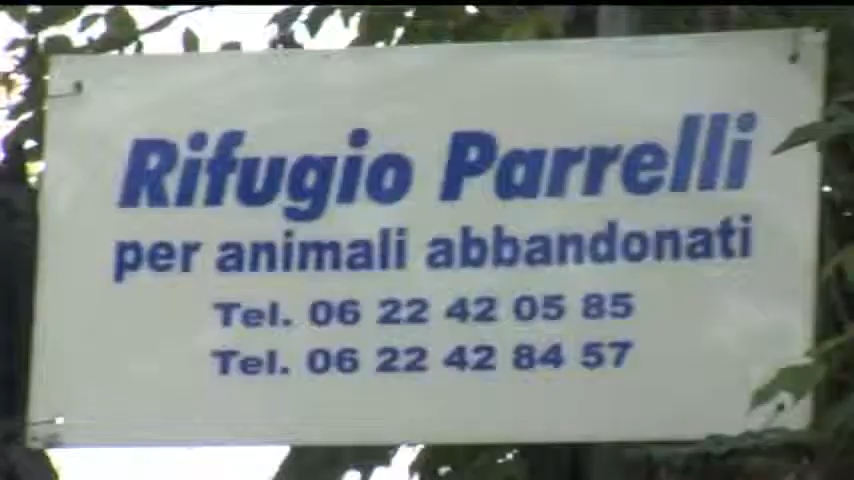 Rifugio Parrelli
per animali abbandonati
Tel. 06 22 42 05 85
Tel. 06 22 42 84 57